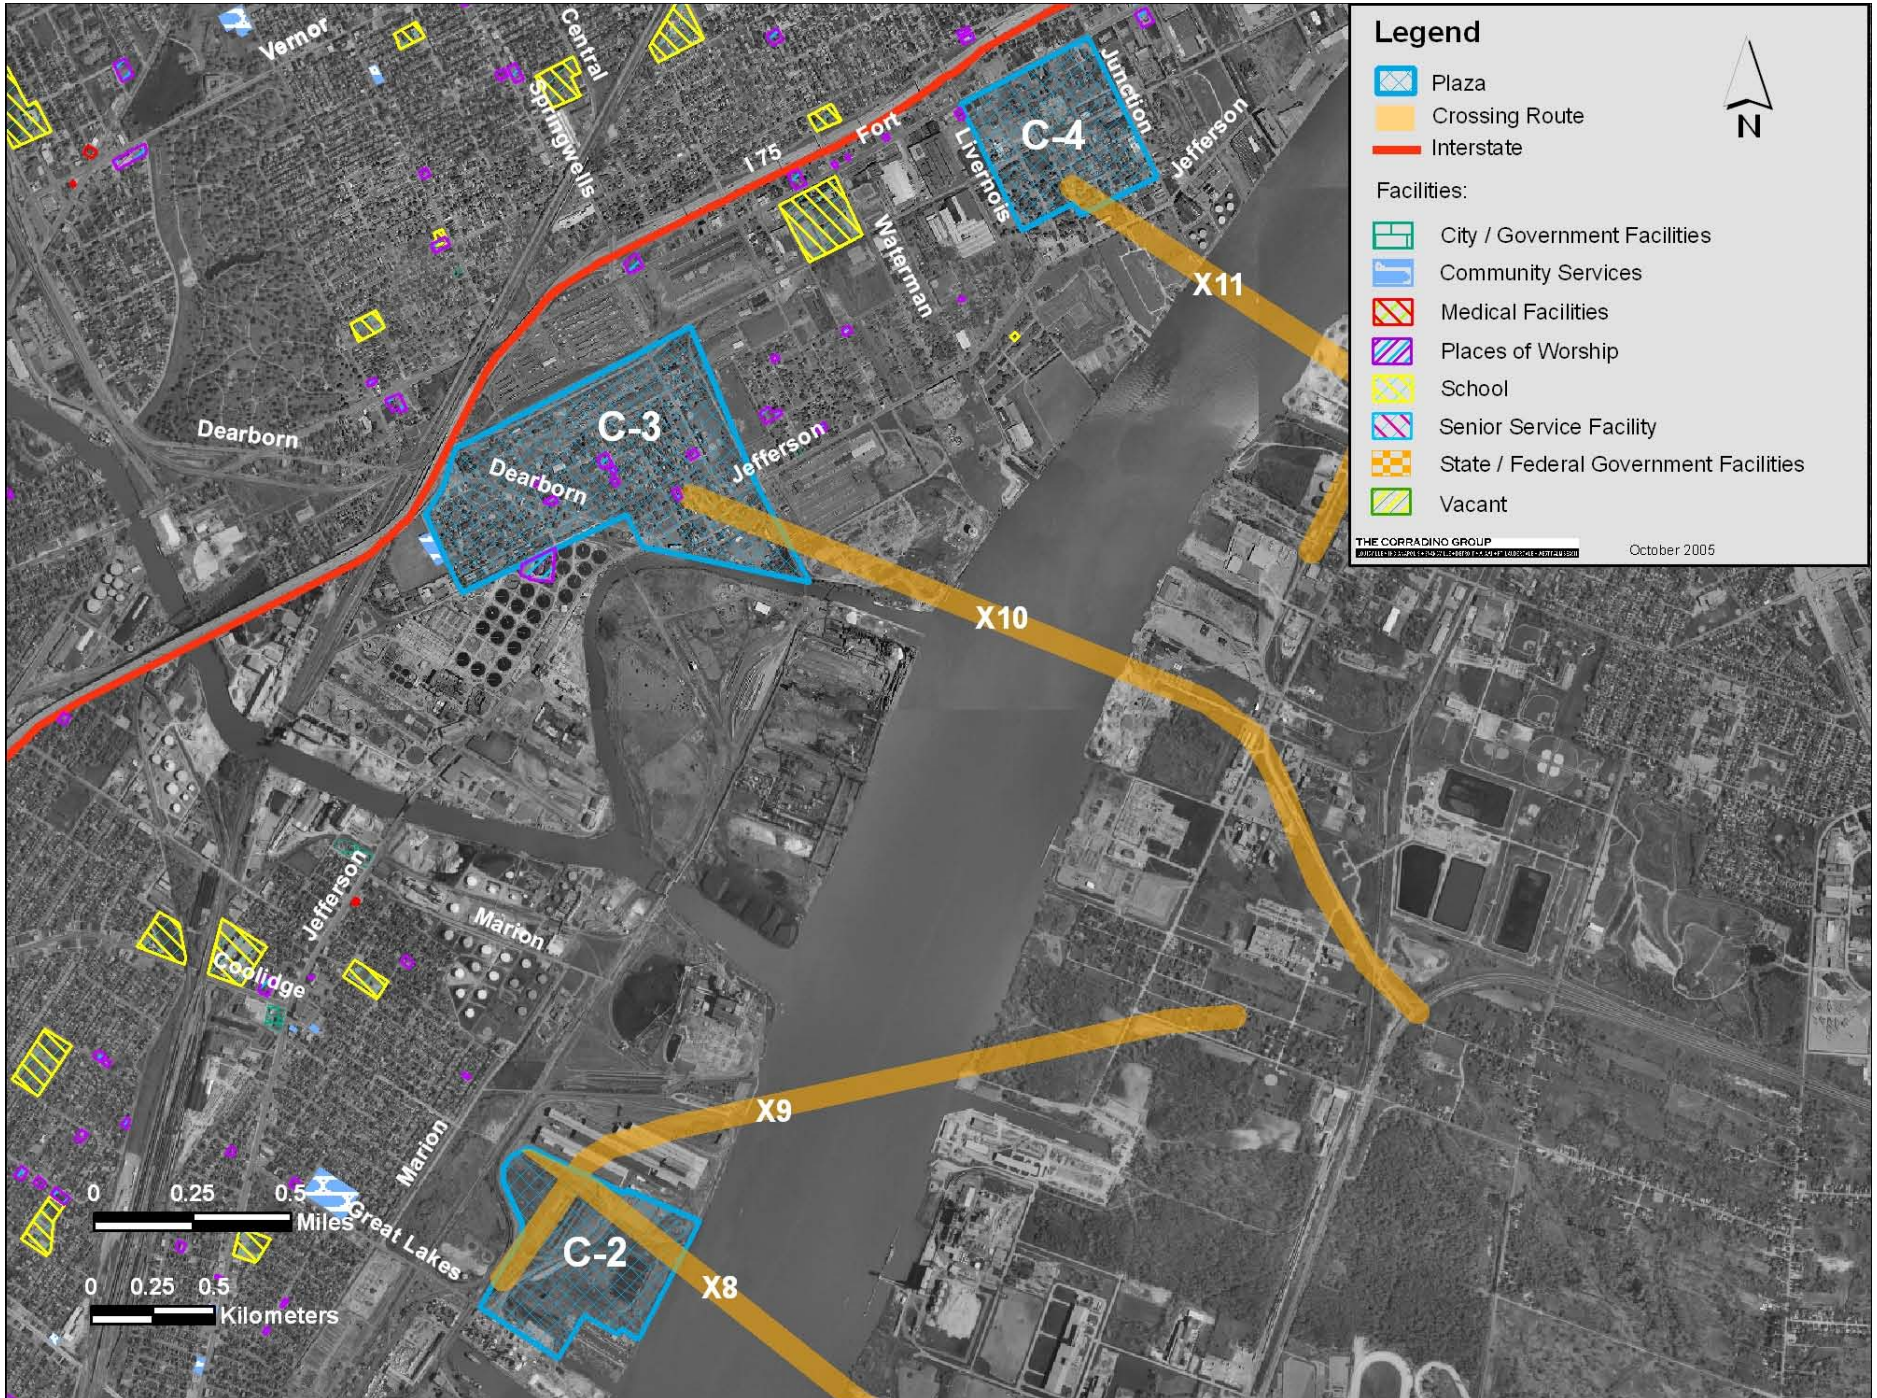 Vernor
Central
Springwells
I 75
Fort
Livernois
C-4
Junction
Jefferson
Waterman
X11
Dearborn
C-3
Dearborn
Jefferson
X10
Jefferson
Marion
Coolidge
X9
Marion
Great Lakes
C-2
X8
0 0.25 0.5
Miles
0 0.25 0.5
Kilometers
Legend
Plaza
Crossing Route
Interstate
N
Facilities:
City / Government Facilities
Community Services
Medical Facilities
Places of Worship
School
Senior Service Facility
State / Federal Government Facilities
Vacant
THE CORRADINO GROUP
October 2005